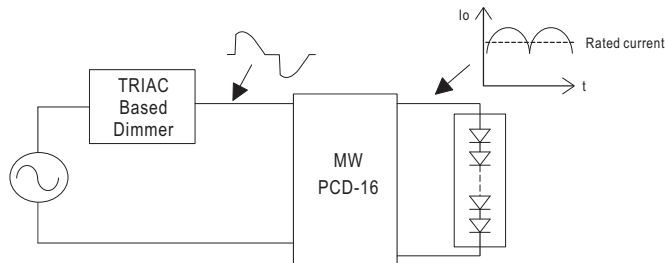 Io
Rated current
t
TRIAC
Based
Dimmer
MW
PCD-16